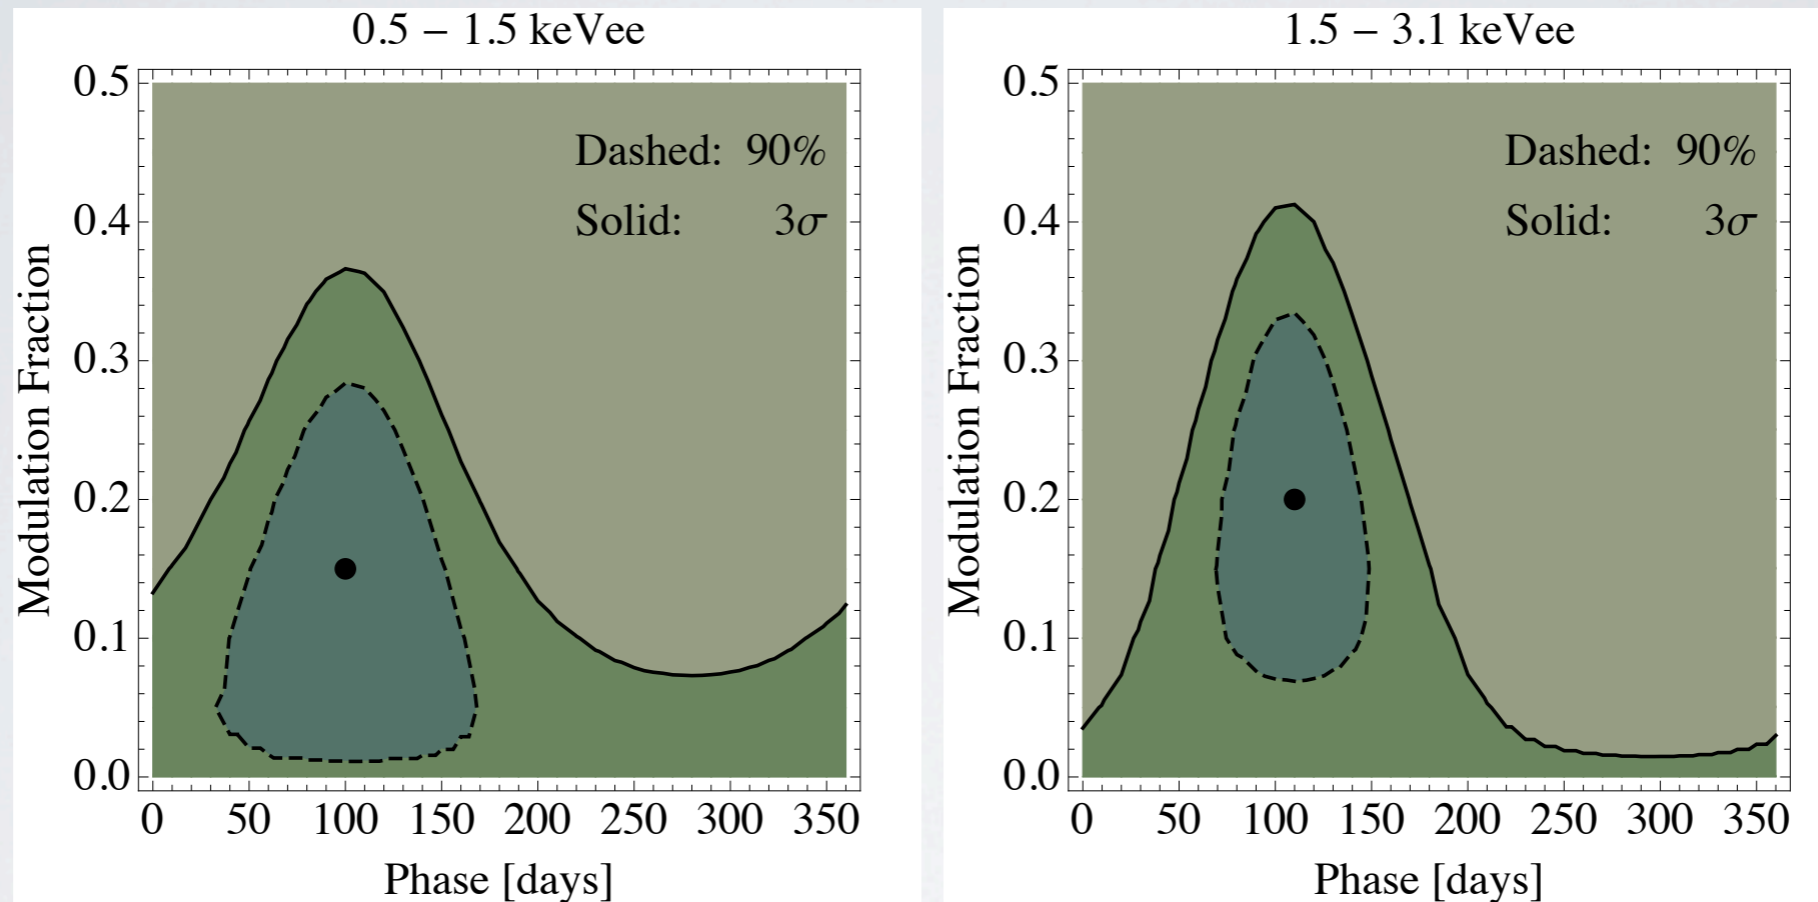 0.5 – 1.5 keVee
0.5
0.4
0.3
0.2
0.1
0.0
Modulation Fraction
Dashed: 90%
Solid: 3σ
0 50 100 150 200 250 300 350
Phase [days]
1.5 – 3.1 keVee
0.5
0.4
0.3
0.2
0.1
0.0
Modulation Fraction
Dashed: 90%
Solid: 3σ
0 50 100 150 200 250 300 350
Phase [days]